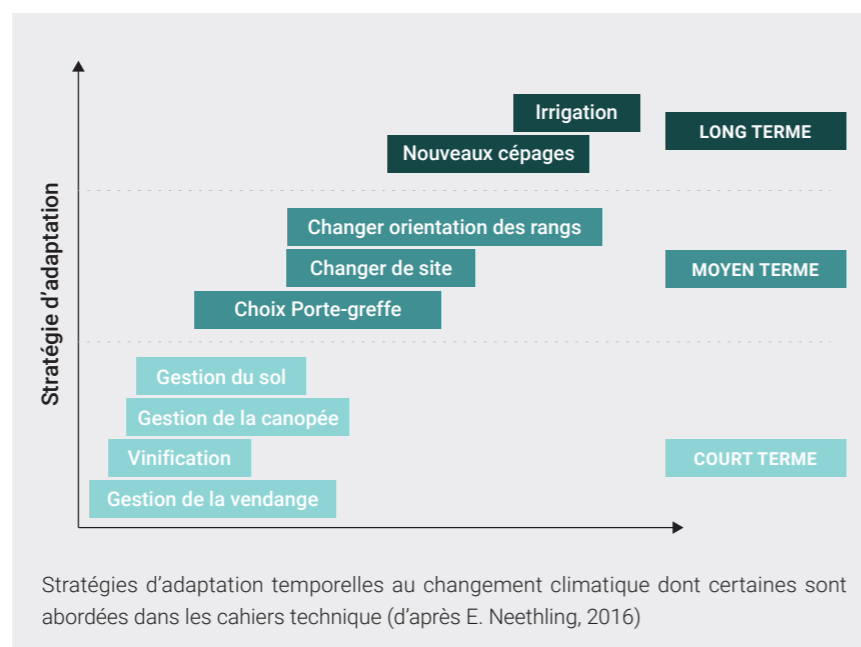 Irrigation
LONG TERME
Nouveaux cépages
Changer orientation des rangs
Changer de site
MOYEN TERME
Choix Porte-greffe
Stratégie d’adaptation
Gestion du sol
Gestion de la canopée
Vinification
COURT TERME
Gestion de la vendange
Stratégies d’adaptation temporelles au changement climatique dont certaines sont
abordées dans les cahiers technique (d’après E. Neethling, 2016)